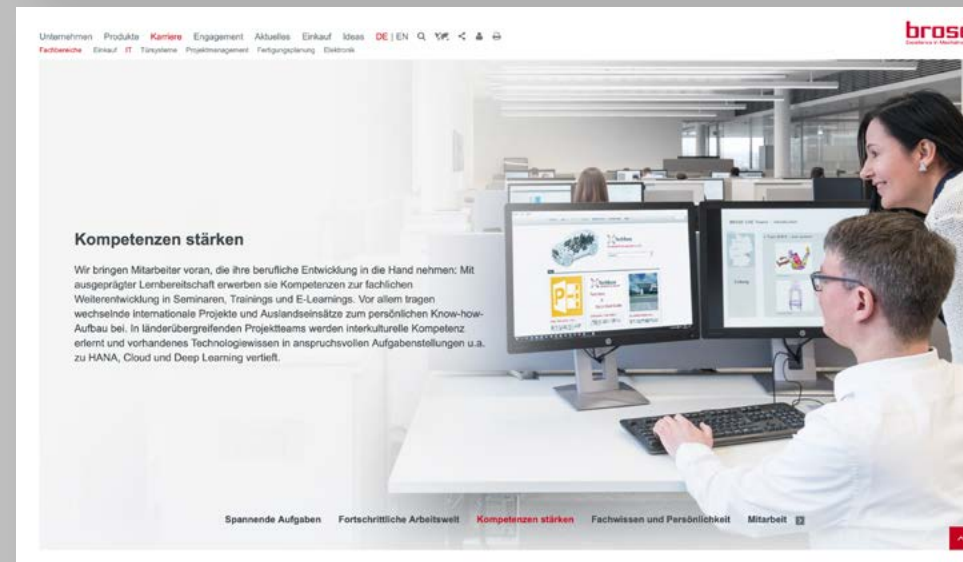 Unternehmen Produkte Karriere Engagement Aktuelles Einkauf Ideas DE | EN
Fachbereiche Einkauf IT Türsysteme Projektmanagement Fertigungsplanung Elektronik
brose
Kompetenzen stärken
Wir bringen Mitarbeiter voran, die ihre berufliche Entwicklung in die Hand nehmen: Mit
ausgeprägter Lernbereitschaft erwerben sie Kompetenzen zur fachlichen
Weiterentwicklung in Seminaren, Trainings und E-Learnings. Vor allem tragen
wechselnde internationale Projekte und Auslandseinsätze zum persönlichen Know-how-
Aufbau bei. In länderübergreifenden Projektteams werden interkulturelle Kompetenz
erlernt und vorhandenes Technologiewissen in anspruchsvollen Aufgabenstellungen u.a.
zu HANA, Cloud und Deep Learning vertieft.
Spannende Aufgaben Fortschrittliche Arbeitswelt Kompetenzen stärken Fachwissen und Persönlichkeit Mitarbeit